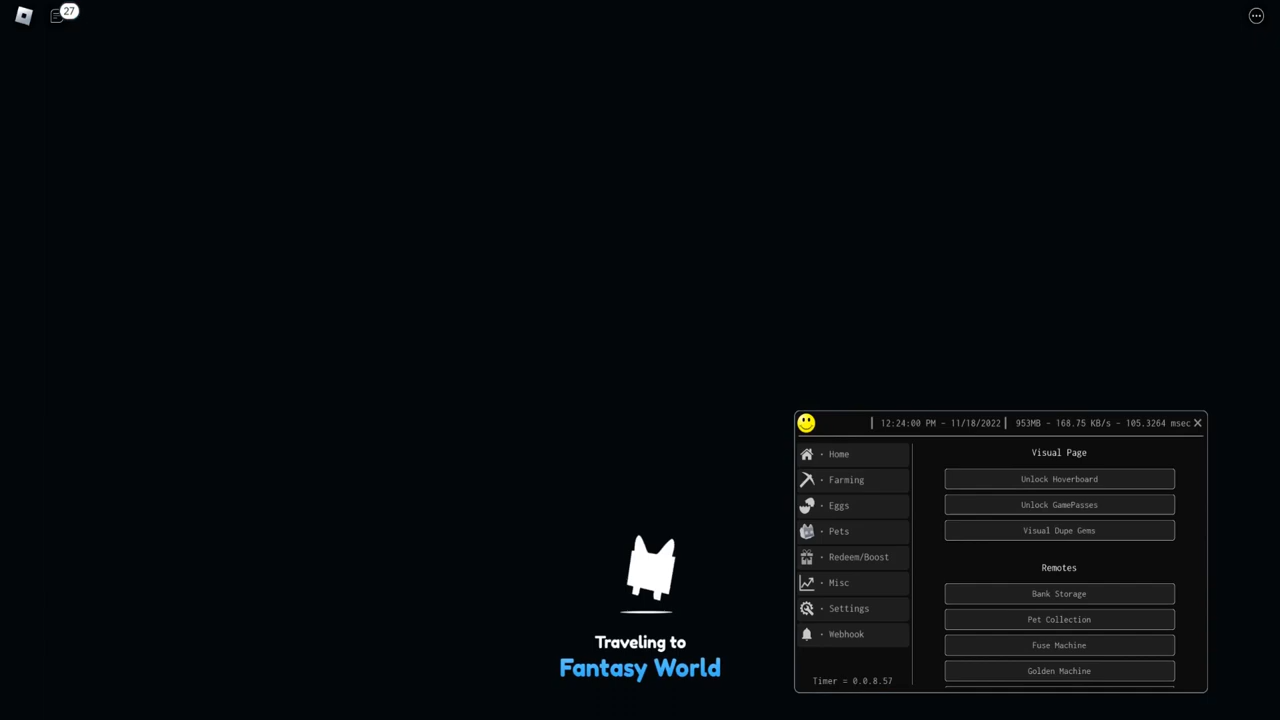 27
12:24:00 PM - 11/18/2022
953MB - 168.75 KB/s - 105.3264 msec
• Home
• Farming
• Eggs
• Pets
• Redeem/Boost
• Misc
• Settings
• Webhook
Timer = 0.0.8.57
Visual Page
Unlock Hoverboard
Unlock GamePasses
Visual Dupe Gems
Remotes
Bank Storage
Pet Collection
Fuse Machine
Golden Machine
Traveling to
Fantasy World